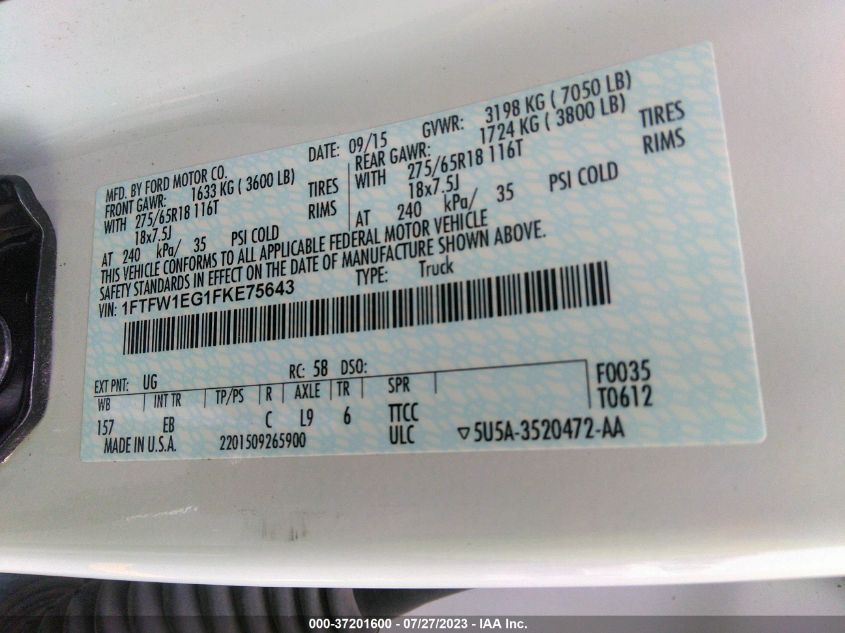 MFD. BY FORD MOTOR CO. DATE: 09/15 GVWR: 3198 KG ( 7050 LB)
FRONT GAWR: 1633 KG ( 3600 LB) REAR GAWR: 1724 KG ( 3800 LB)
WITH 275/65R18 116T TIRES WITH 275/65R18 116T TIRES
18x7.5J RIMS 18x7.5J RIMS
AT 240 kPa/ 35 PSI COLD AT 240 kPa/ 35 PSI COLD
THIS VEHICLE CONFORMS TO ALL APPLICABLE FEDERAL MOTOR VEHICLE
SAFETY STANDARDS IN EFFECT ON THE DATE OF MANUFACTURE SHOWN ABOVE.
VIN: 1FTFW1EG1FKE75643 TYPE: Truck
EXT PNT: UG RC: 58 DSO: F0035
WB INT TR TP/PS R AXLE TR SPR T0612
157 EB C L9 6 TTCC
MADE IN U.S.A. 2201509265900 ULC ▽5U5A-3520472-AA
000-37201600 / 07/27/2023 - © IAA Inc.